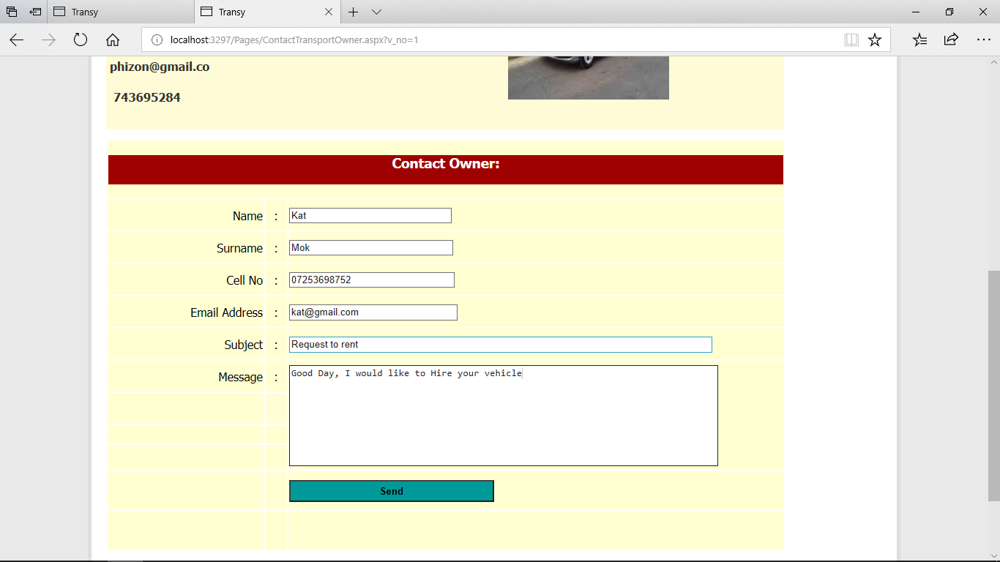 Transy
Transy
localhost:3297/Pages/ContactTransportOwner.aspx?v_no=1
phizon@gmail.co
743695284
Contact Owner:
Name : Kat
Surname : Mok
Cell No : 07253698752
Email Address : kat@gmail.com
Subject : Request to rent
Message : Good Day, I would like to Hire your vehicle
Send